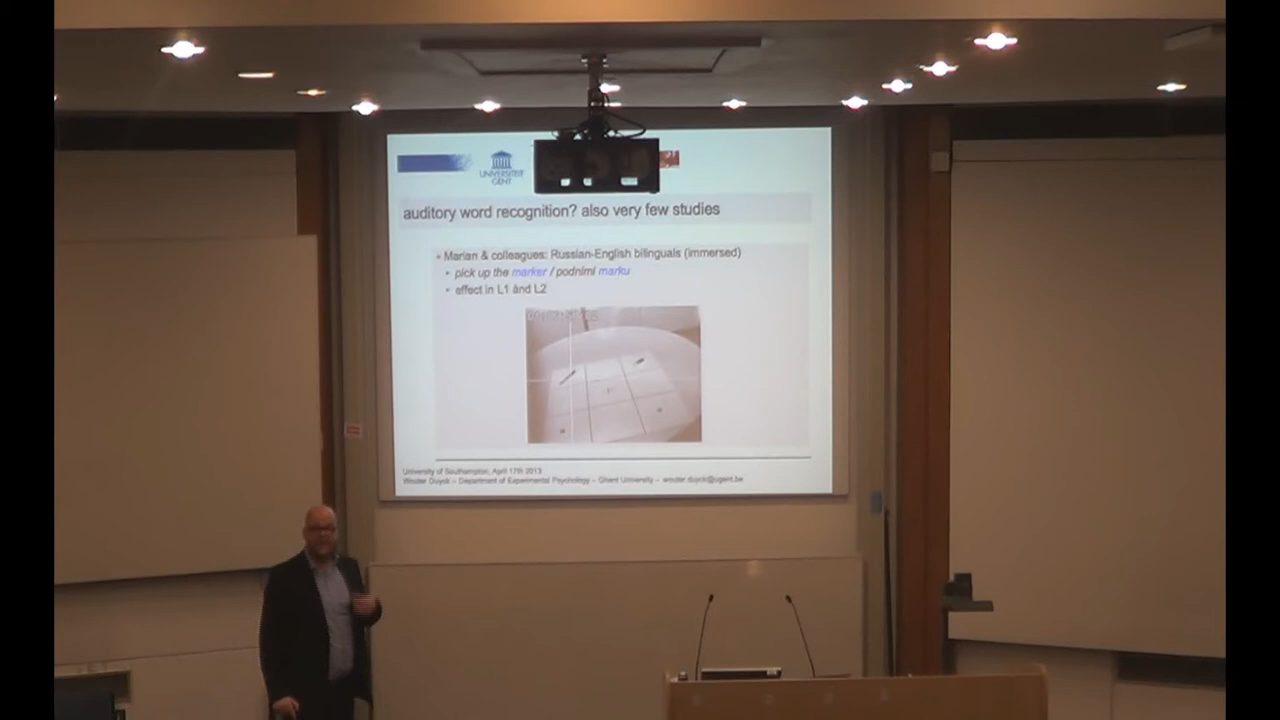 UNIVERSITEIT
GENT
auditory word recognition? also very few studies
• Marian & colleagues: Russian-English bilinguals (immersed)
• pick up the marker / podnimi marku
• effect in L1 and L2
University of Southampton, April 17th 2013
Wouter Duyck – Department of Experimental Psychology – Ghent University – wouter.duyck@ugent.be